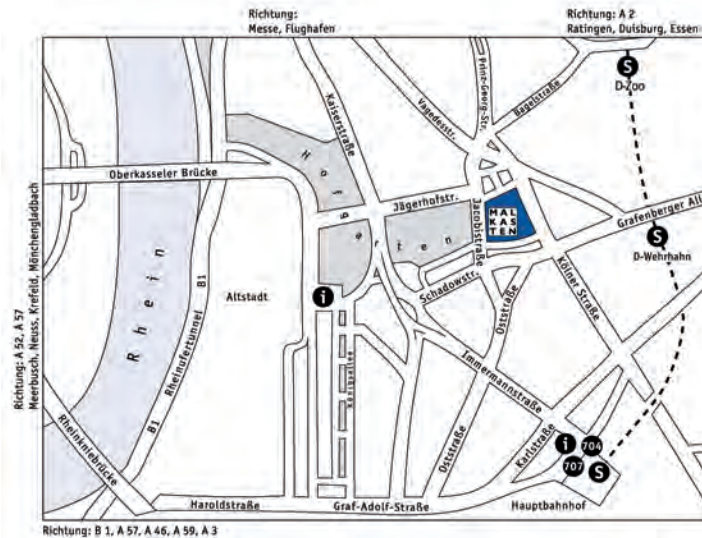 Richtung:
Messe, Flughafen
Richtung: A 2
Ratingen, Duisburg, Essen
S
D-Zoo
Kaiserstraße
Vagedesstr.
Prinz-Georg-Str.
Bagelstraße
Hofgarten
Oberkasseler Brücke
Jägerhofstr.
Jacobistraße
MAL
KAS
TEN
Grafenberger All
S
D-Wehrhahn
Rhein
B1
Rheinufertunnel
B1
Altstadt
i
Schadowstr.
Oststraße
Kölner Straße
Königsallee
Immermannstraße
Richtung: A 52, A 57
Meerbusch, Neuss, Krefeld, Mönchengladbach
Rheinkniebrücke
Oststraße
Karlstraße
i
704
707
S
Haroldstraße
Graf-Adolf-Straße
Hauptbahnhof
Richtung: B 1, A 57, A 46, A 59, A 3